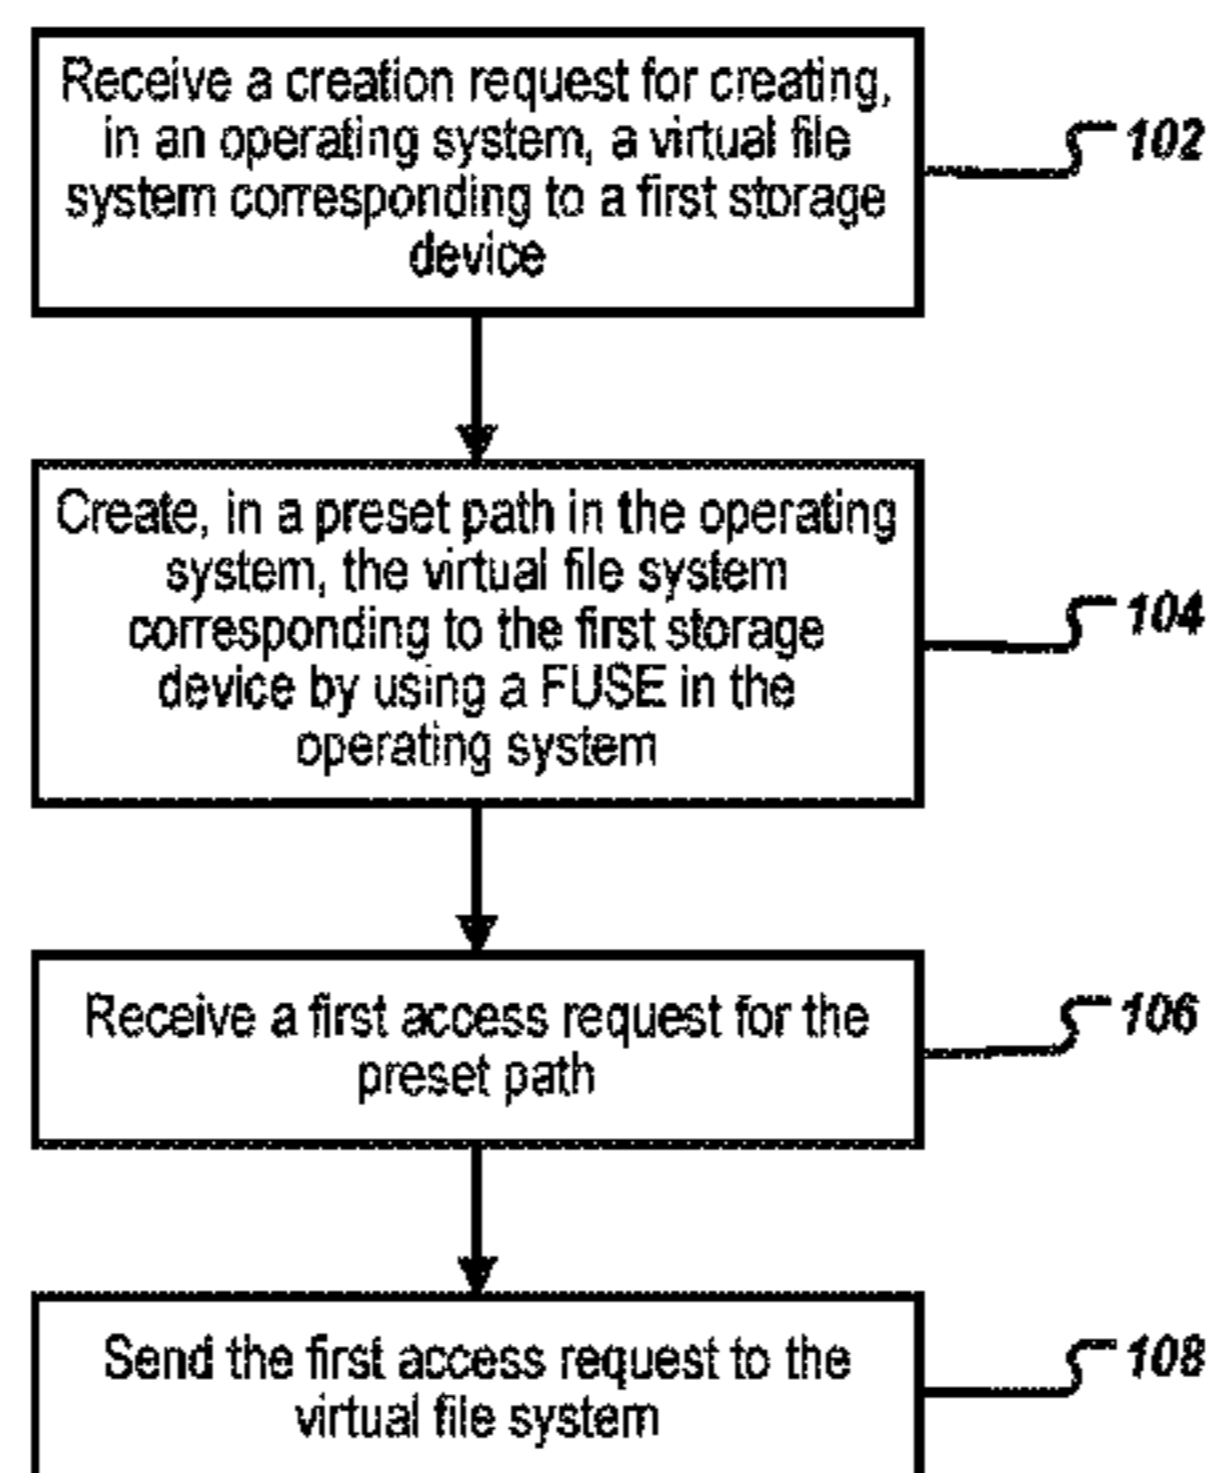 Receive a creation request for creating,
in an operating system, a virtual file
system corresponding to a first storage
device
102
Create, in a preset path in the operating
system, the virtual file system
corresponding to the first storage
device by using a FUSE in the
operating system
104
Receive a first access request for the
preset path
106
Send the first access request to the
virtual file system
108